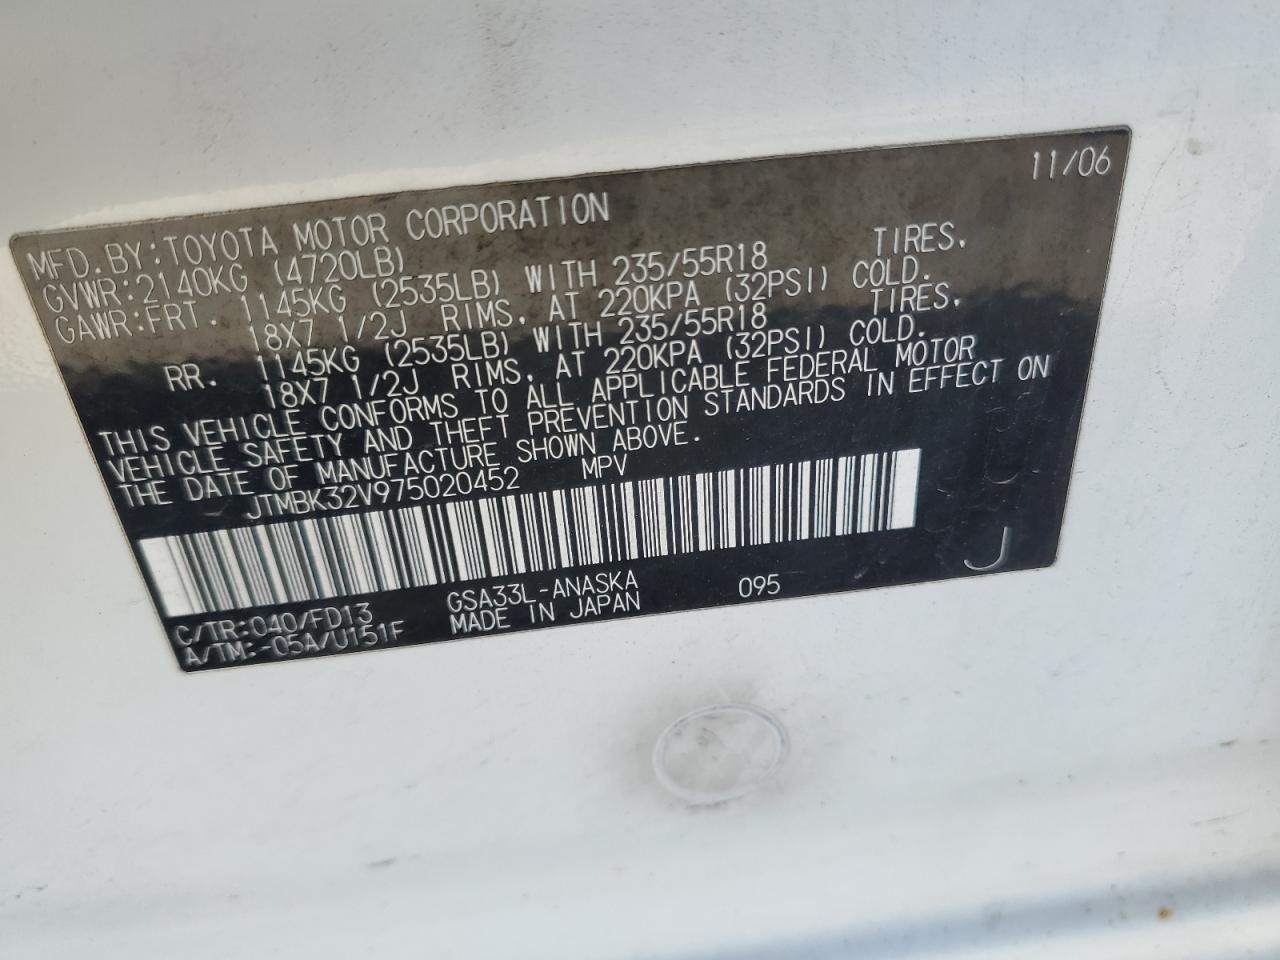 11/06
MFD. BY: TOYOTA MOTOR CORPORATION
GVWR: 2140KG (4720LB)
GAWR: FRT. 1145KG (2535LB) WITH 235/55R18 TIRES,
18X7 1/2J RIMS, AT 220KPA (32PSI) COLD.
RR. 1145KG (2535LB) WITH 235/55R18 TIRES,
18X7 1/2J RIMS, AT 220KPA (32PSI) COLD.
THIS VEHICLE CONFORMS TO ALL APPLICABLE FEDERAL MOTOR
VEHICLE SAFETY AND THEFT PREVENTION STANDARDS IN EFFECT ON
THE DATE OF MANUFACTURE SHOWN ABOVE.
JTMBK32V975020452 MPV
C/TR: 040/FD13 GSA33L-ANASKA 095
A/TM: -05A/U151F MADE IN JAPAN
J